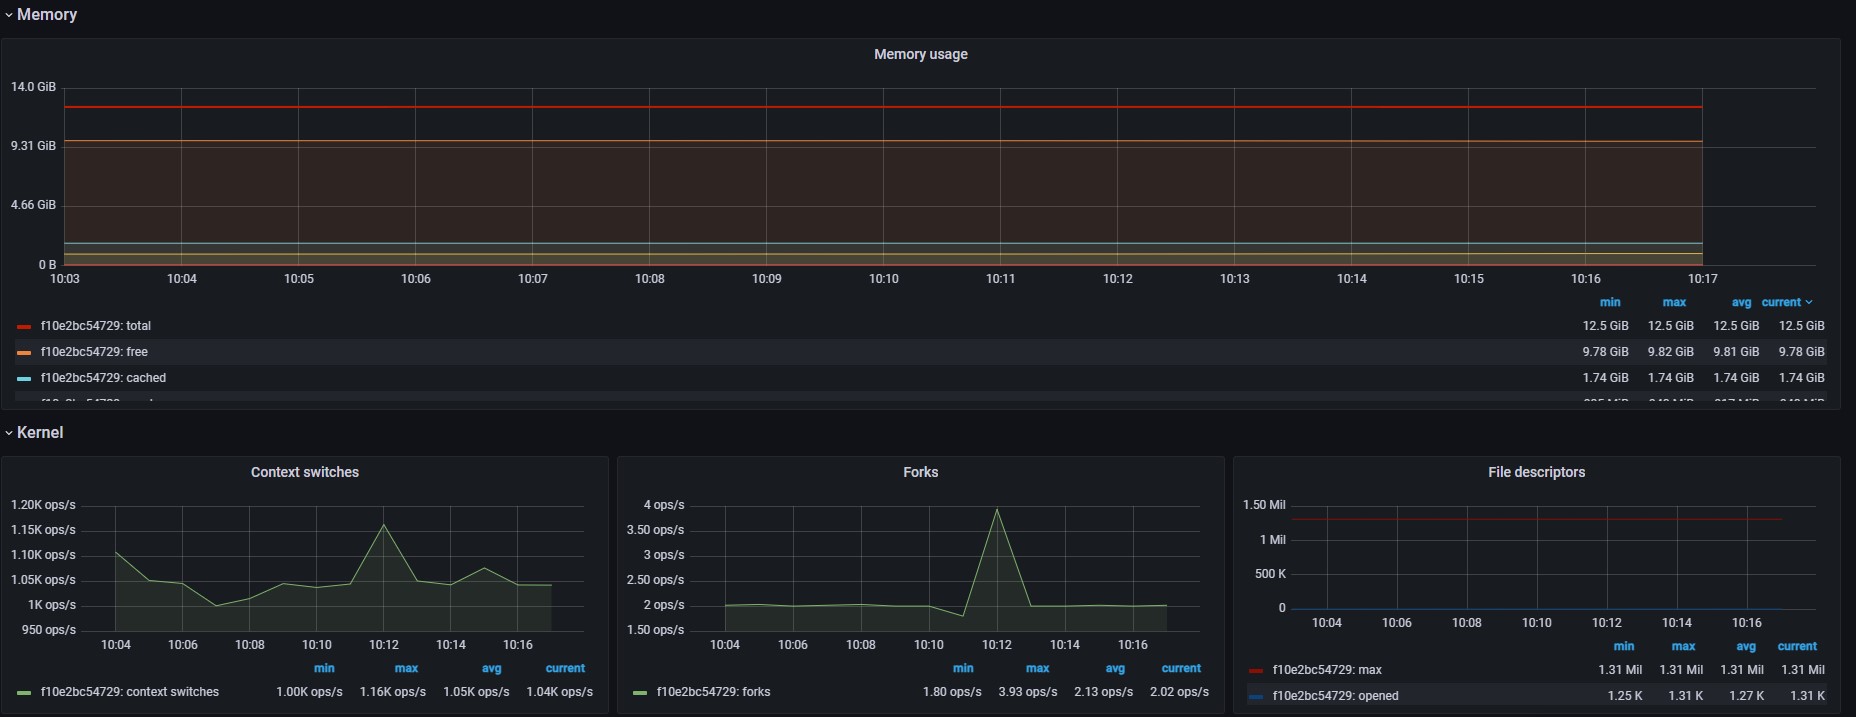 Memory
Memory usage
14.0 GiB
9.31 GiB
4.66 GiB
0 B
10:03 10:04 10:05 10:06 10:07 10:08 10:09 10:10 10:11 10:12 10:13 10:14 10:15 10:16 10:17
min max avg current
f10e2bc54729: total 12.5 GiB 12.5 GiB 12.5 GiB 12.5 GiB
f10e2bc54729: free 9.78 GiB 9.82 GiB 9.81 GiB 9.78 GiB
f10e2bc54729: cached 1.74 GiB 1.74 GiB 1.74 GiB 1.74 GiB
Kernel
Context switches
1.20K ops/s
1.15K ops/s
1.10K ops/s
1.05K ops/s
1K ops/s
950 ops/s
10:04 10:06 10:08 10:10 10:12 10:14 10:16
min max avg current
f10e2bc54729: context switches 1.00K ops/s 1.16K ops/s 1.05K ops/s 1.04K ops/s
Forks
4 ops/s
3.50 ops/s
3 ops/s
2.50 ops/s
2 ops/s
1.50 ops/s
10:04 10:06 10:08 10:10 10:12 10:14 10:16
min max avg current
f10e2bc54729: forks 1.80 ops/s 3.93 ops/s 2.13 ops/s 2.02 ops/s
File descriptors
1.50 Mil
1 Mil
500 K
0
10:04 10:06 10:08 10:10 10:12 10:14 10:16
min max avg current
f10e2bc54729: max 1.31 Mil 1.31 Mil 1.31 Mil 1.31 Mil
f10e2bc54729: opened 1.25 K 1.31 K 1.27 K 1.31 K